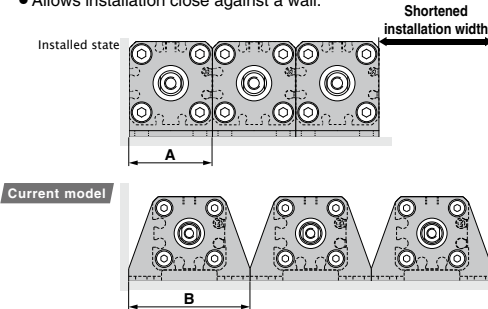 ● Allows installation close against a wall.
Shortened
installation width
Installed state
A
Current model
B